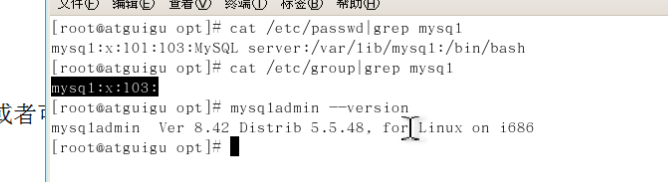 文件(F) 编辑(E) 查看(V) 终端(T) 标签(B) 帮助(H)
[root@atguigu opt]# cat /etc/passwd|grep mysql
mysql:x:101:103:MySQL server:/var/lib/mysql:/bin/bash
[root@atguigu opt]# cat /etc/group|grep mysql
mysql:x:103:
[root@atguigu opt]# mysqladmin --version
或者
mysqladmin  Ver 8.42 Distrib 5.5.48, for Linux on i686
[root@atguigu opt]#